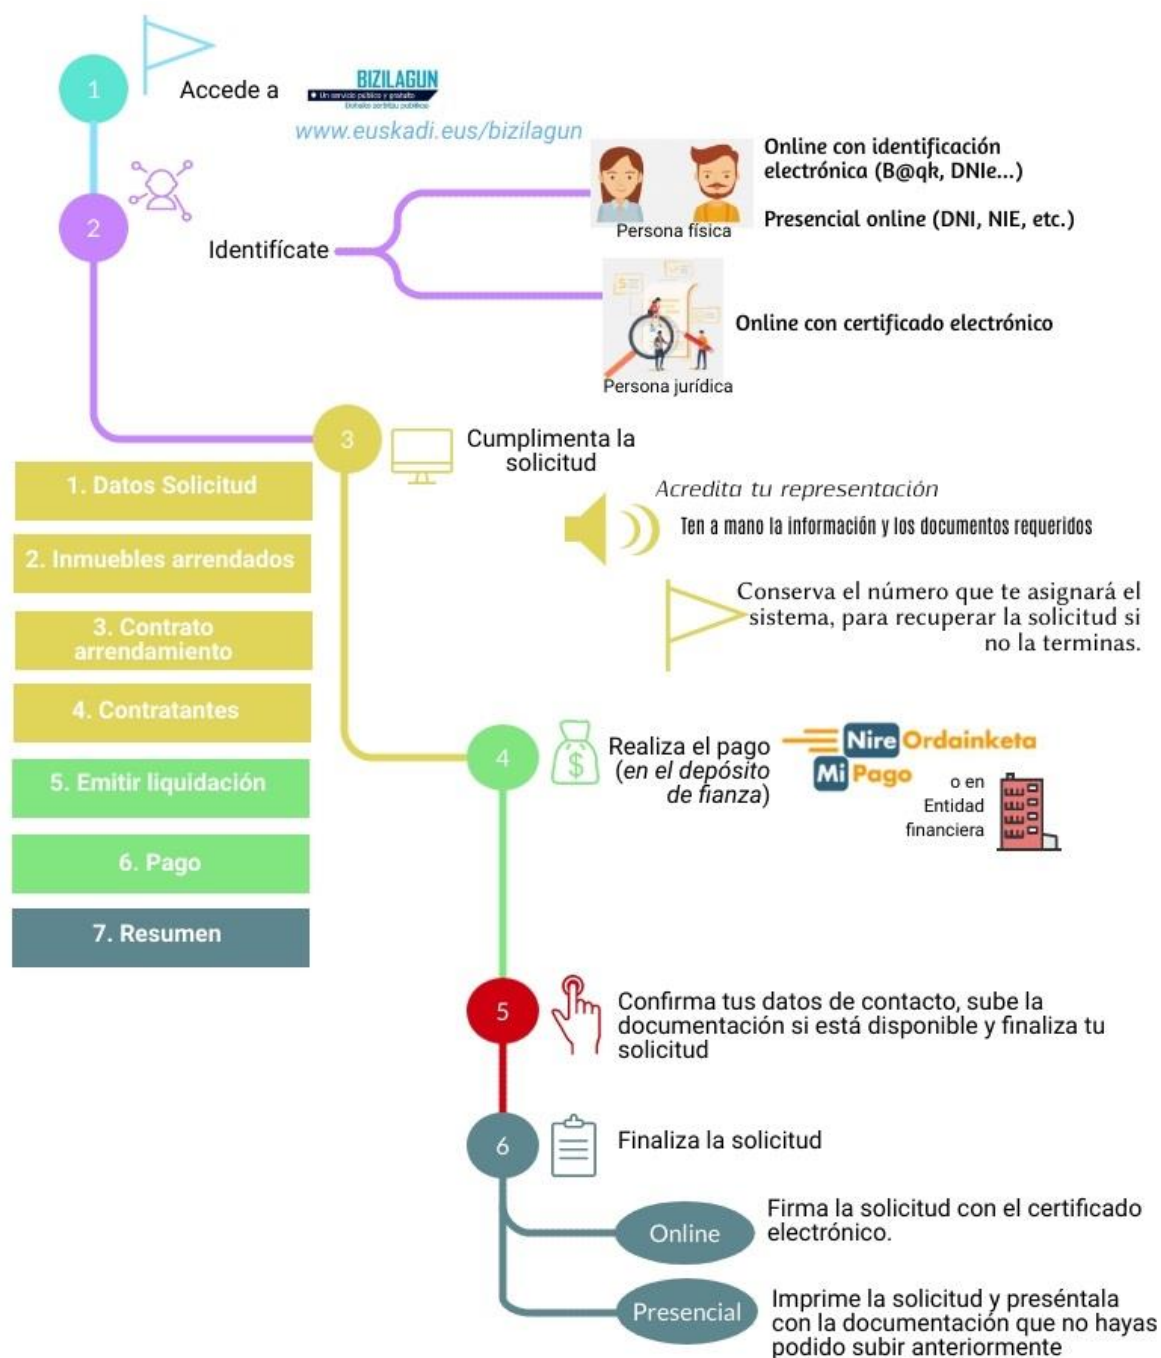 1
Accede a
BIZILAGUN
Un servicio público y gratuito
www.euskadi.eus/bizilagun
2
Identifícate
Persona física
Online con identificación
electrónica (B@qk, DNIe...)
Presencial online (DNI, NIE, etc.)
Persona jurídica
Online con certificado electrónico
3
Cumplimenta la
solicitud
Acredita tu representación
Ten a mano la información y los documentos requeridos
Conserva el número que te asignará el
sistema, para recuperar la solicitud si
no la terminas.
1. Datos Solicitud
2. Inmuebles arrendados
3. Contrato
arrendamiento
4. Contratantes
5. Emitir liquidación
6. Pago
7. Resumen
4
$
Realiza el pago
(en el depósito
de fianza)
Nire Ordainketa
Mi Pago
o en
Entidad
financiera
5
Confirma tus datos de contacto, sube la
documentación si está disponible y finaliza tu
solicitud
6
Finaliza la solicitud
Online
Firma la solicitud con el certificado
electrónico.
Presencial
Imprime la solicitud y preséntala
con la documentación que no hayas
podido subir anteriormente